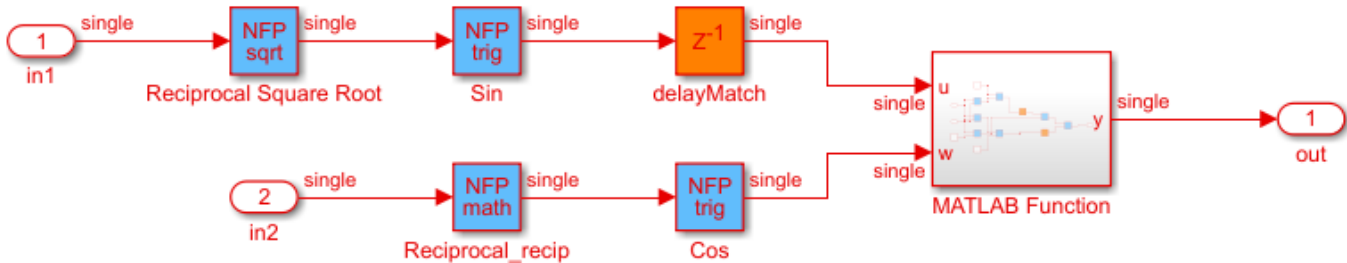 1
in1
single
NFP
sqrt
Reciprocal Square Root
single
NFP
trig
Sin
single
Z-1
delayMatch
single
single
u
2
in2
single
NFP
math
Reciprocal_recip
single
NFP
trig
Cos
single
single
w
y
MATLAB Function
single
1
out